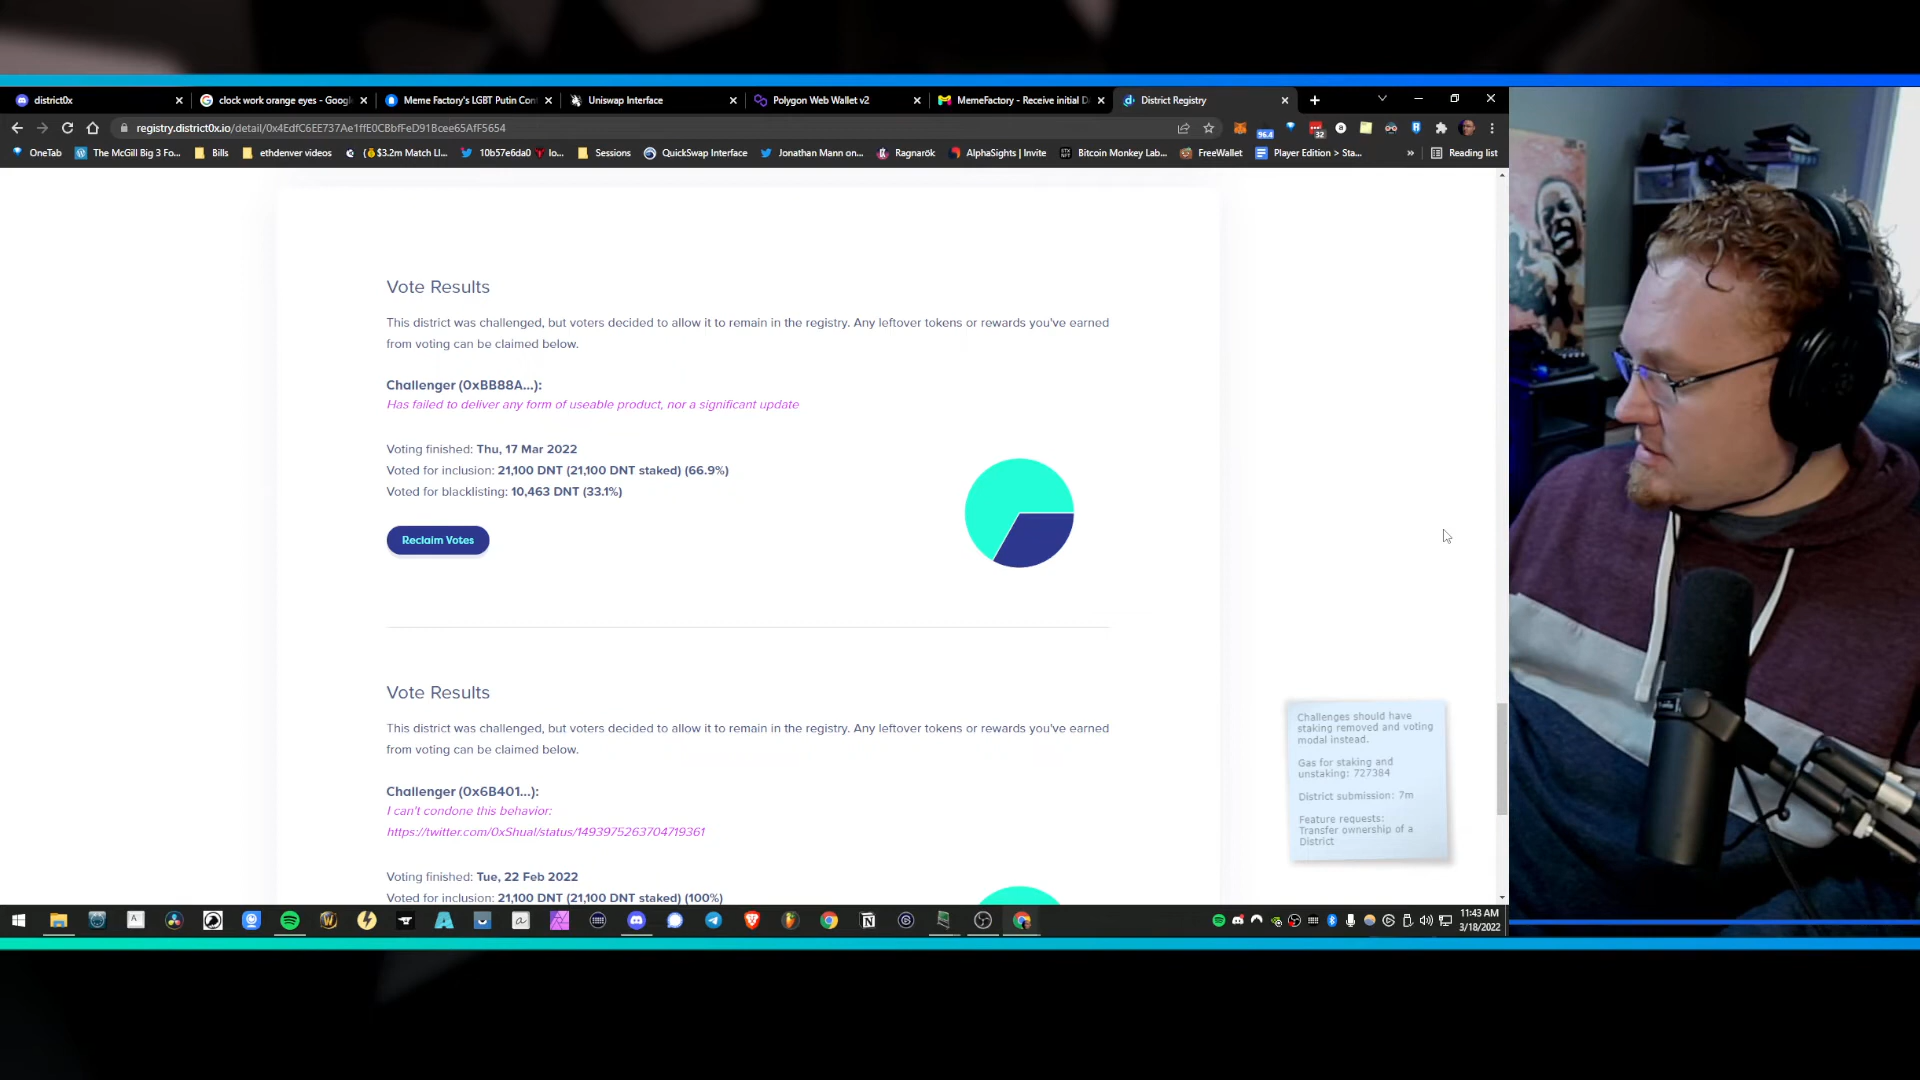 district0x
clock work orange eyes - Googl
Meme Factory's LGBT Putin Con
Uniswap Interface
Polygon Web Wallet v2
MemeFactory - Receive initial D
District Registry
registry.district0x.io/detail/0x4EdfC6EE737Ae1ffE0CBbfFeD91Bcee65AfF5654
96.4
32
OneTab
The McGill Big 3 Fo...
Bills
ethdenver videos
($3.2m Match LI...
10b57e6da0
lo...
Sessions
QuickSwap Interface
Jonathan Mann on...
Ragnarök
AlphaSights | Invite
Bitcoin Monkey Lab...
FreeWallet
Player Edition > Sta...
»
Reading list
Vote Results
This district was challenged, but voters decided to allow it to remain in the registry. Any leftover tokens or rewards you've earned
from voting can be claimed below.
Challenger (0xBB88A...):
Has failed to deliver any form of useable product, nor a significant update
Voting finished: Thu, 17 Mar 2022
Voted for inclusion: 21,100 DNT (21,100 DNT staked) (66.9%)
Voted for blacklisting: 10,463 DNT (33.1%)
Reclaim Votes
Vote Results
This district was challenged, but voters decided to allow it to remain in the registry. Any leftover tokens or rewards you've earned
from voting can be claimed below.
Challenger (0x6B401...):
I can't condone this behavior:
https://twitter.com/0xShual/status/1493975263704719361
Voting finished: Tue, 22 Feb 2022
Voted for inclusion: 21,100 DNT (21,100 DNT staked) (100%)
Challenges should have
staking removed and voting
modal instead.
Gas for staking and
unstaking: 727384
District submission: 7m
Feature requests:
Transfer ownership of a
District
11:43 AM
3/18/2022